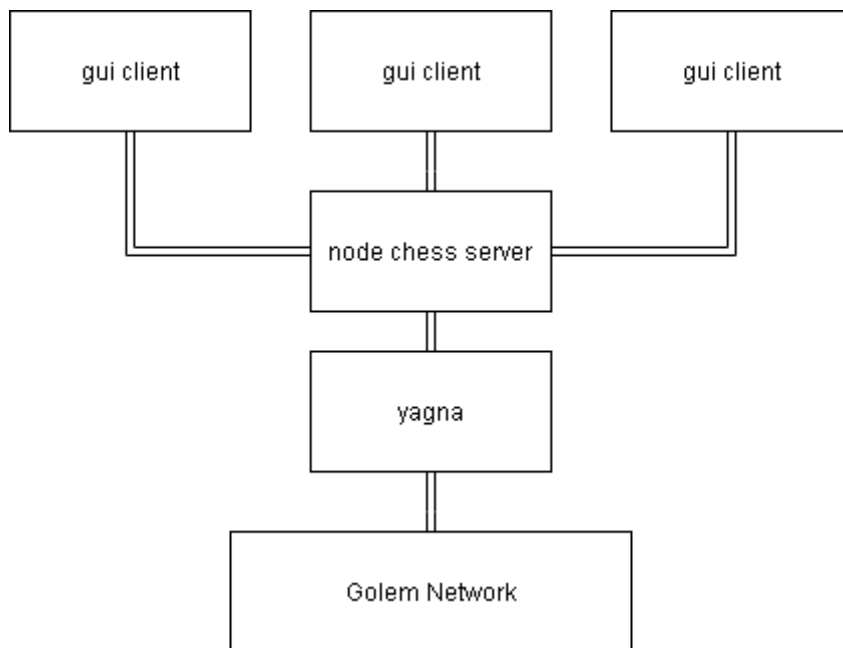 gui client
gui client
gui client
node chess server
yagna
Golem Network